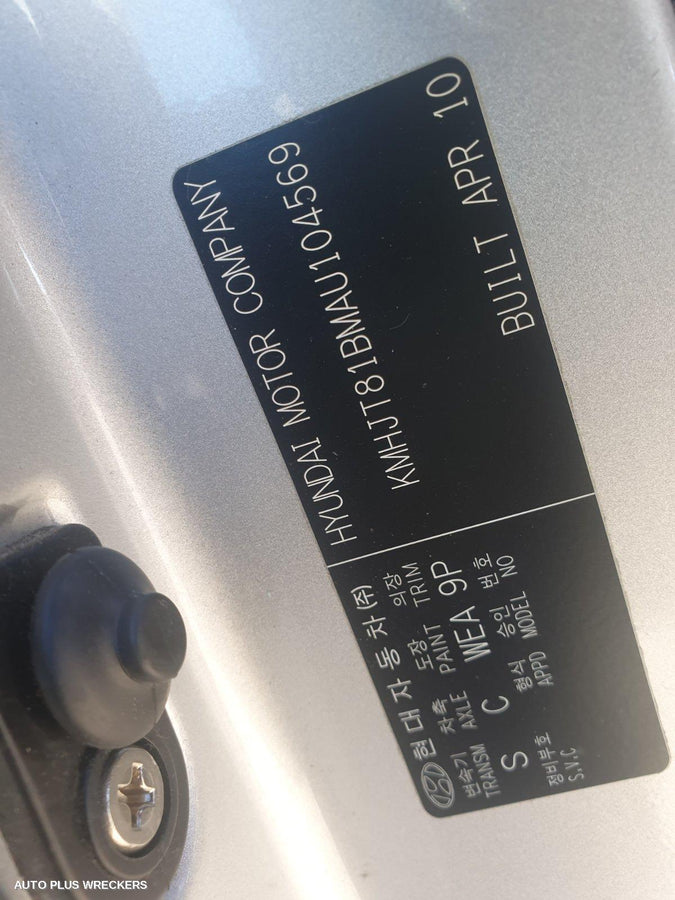 현대자동차(주)
변속기 차축 도장 의장
TRANSM AXLE PAINT TRIM
S C WEA 9P
정비부호 형식 승인 번호
S.V.C APPD MODEL NO
HYUNDAI MOTOR COMPANY
KMHJT81BMAU104569
BUILT APR 10
AUTO PLUS WRECKERS